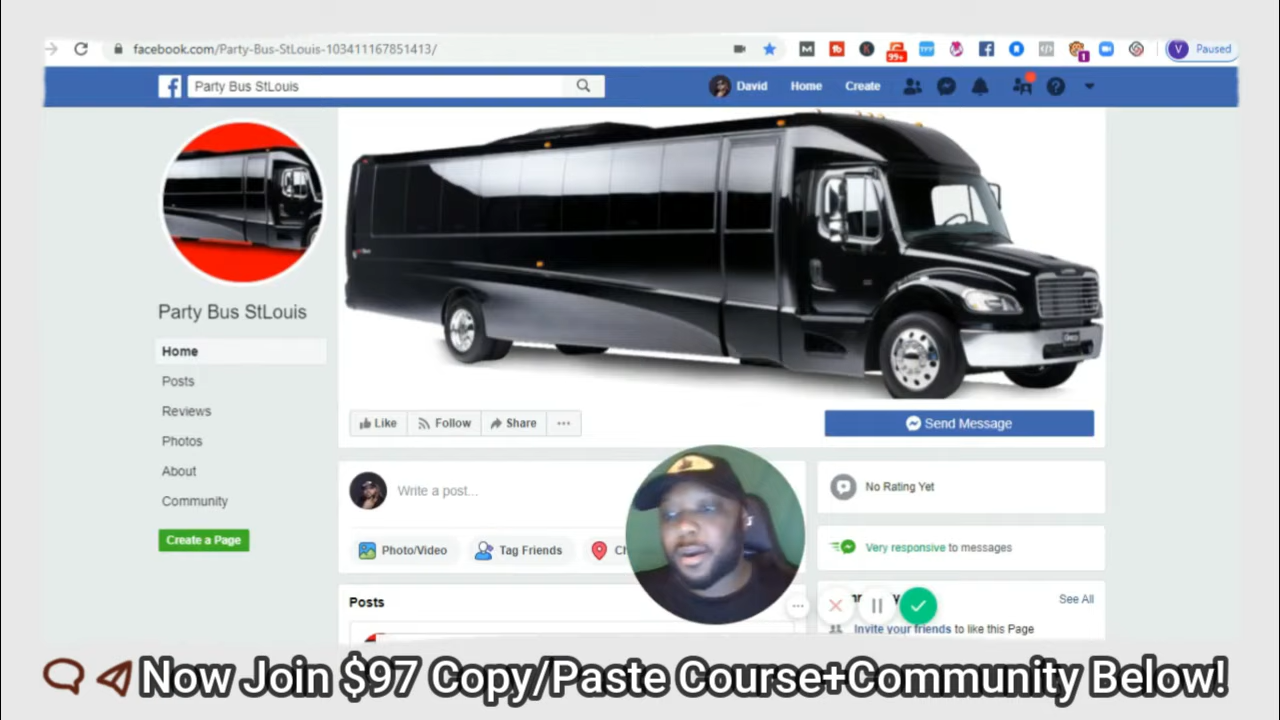 facebook.com/Party-Bus-StLouis-103411167851413/
99+
1
V
Paused
Party Bus StLouis
David
Home
Create
Party Bus StLouis
Home
Posts
Reviews
Photos
About
Community
Create a Page
Like
Follow
Share
Send Message
Write a post...
Photo/Video
Tag Friends
No Rating Yet
Very responsive to messages
See All
Invite your friends to like this Page
Posts
Now Join $97 Copy/Paste Course+Community Below!